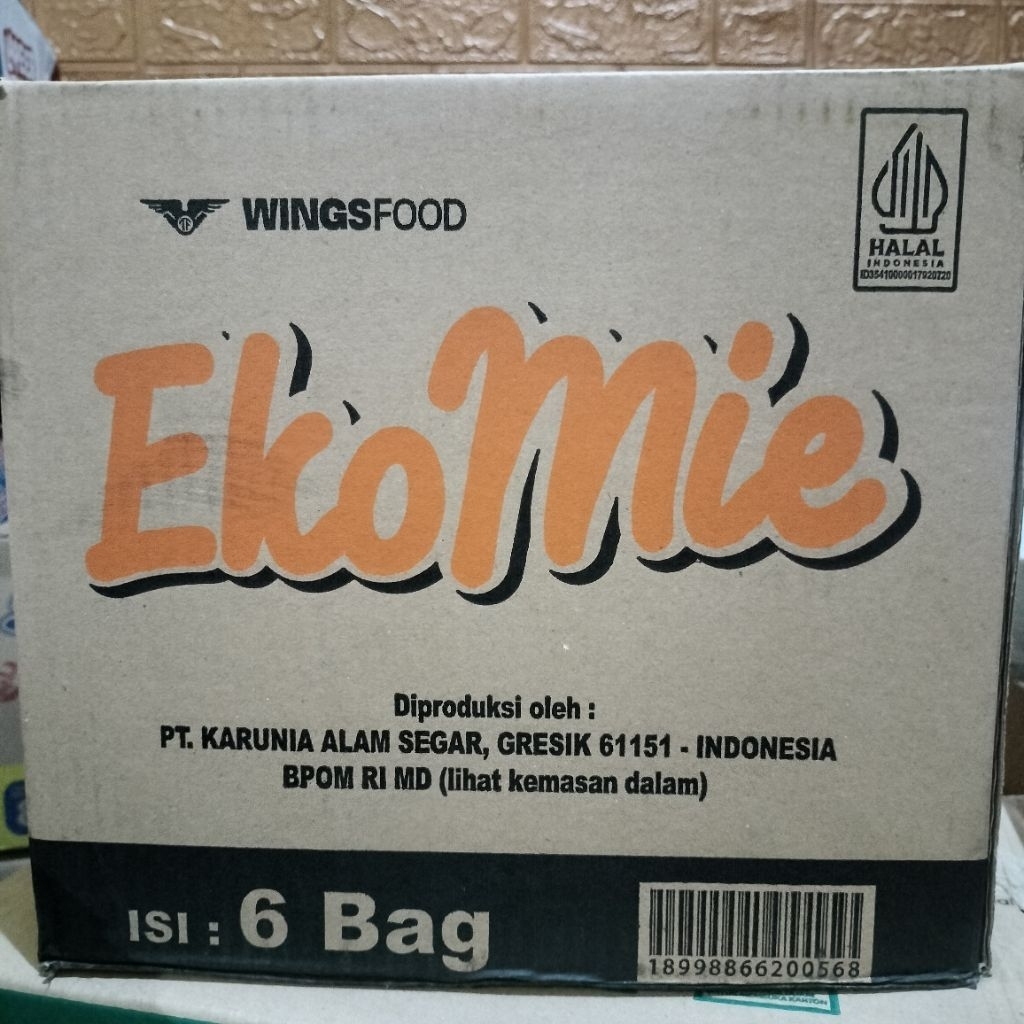 WINGSFOOD
HALAL
INDONESIA
ID35410000017920720
EkoMie
Diproduksi oleh :
PT. KARUNIA ALAM SEGAR, GRESIK 61151 - INDONESIA
BPOM RI MD (lihat kemasan dalam)
ISI : 6 Bag
18998866200568